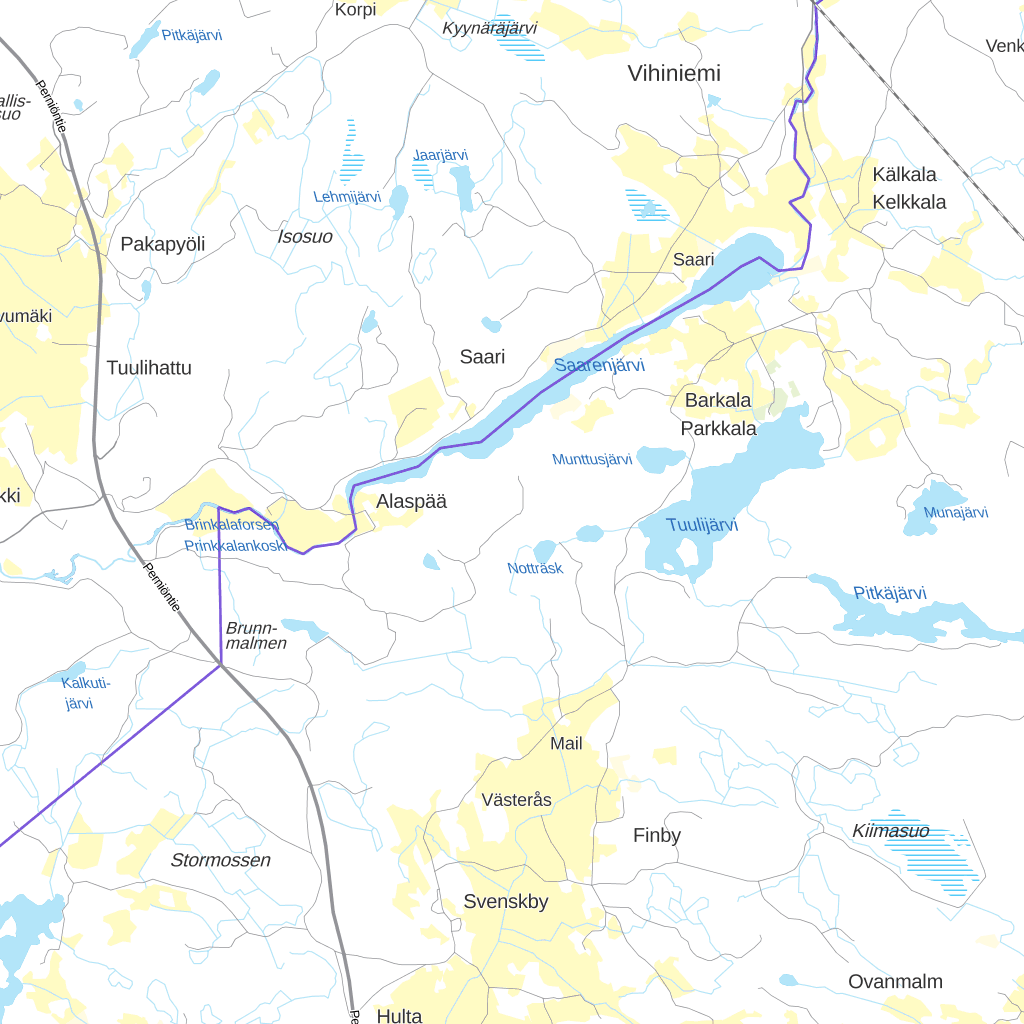 Korpi
Kyynäräjärvi
Pitkäjärvi
Vihiniemi
Perniöntie
Jaarjärvi
Lehmijärvi
Kälkala
Kelkkala
Isosuo
Pakapyöli
Saari
Saari
Saarenjärvi
Tuulihattu
Barkala
Parkkala
Munttusjärvi
Alaspää
Brinkalaforsen
Prinkkalankoski
Tuulijärvi
Munajärvi
Notträsk
Perniöntie
Pitkäjärvi
Brunn-
malmen
Kalkuti-
järvi
Mail
Västerås
Finby
Kiimasuo
Stormossen
Svenskby
Ovanmalm
Hulta